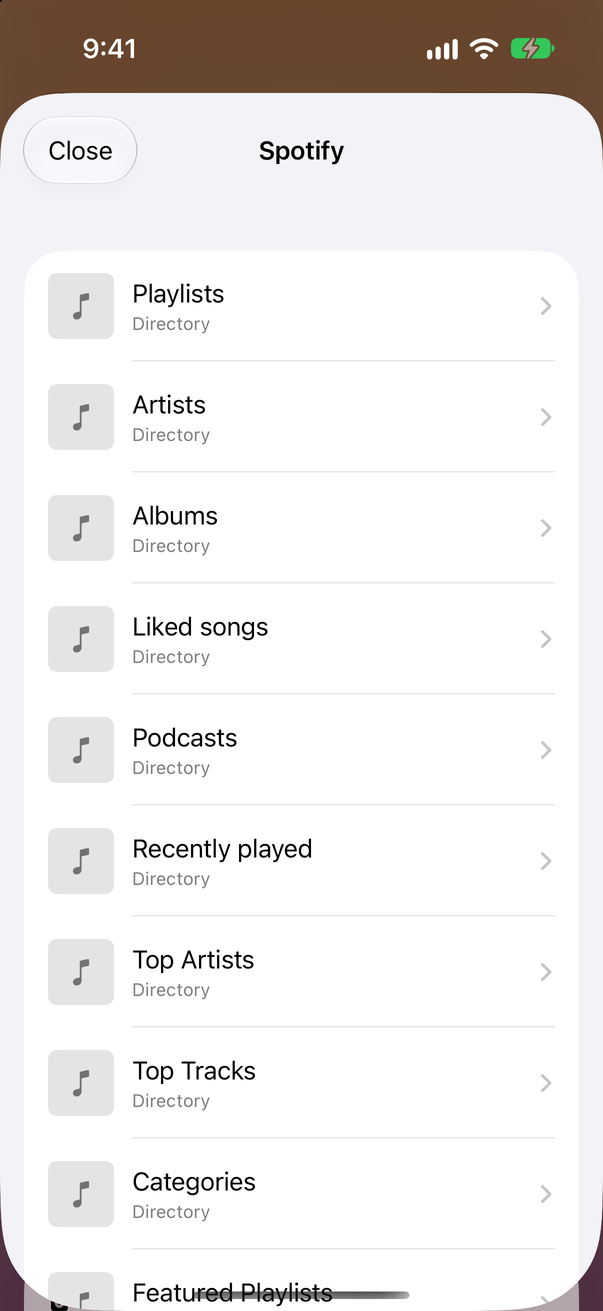 9:41
Close
Spotify
Playlists
Directory
Artists
Directory
Albums
Directory
Liked songs
Directory
Podcasts
Directory
Recently played
Directory
Top Artists
Directory
Top Tracks
Directory
Categories
Directory
Featured Playlists